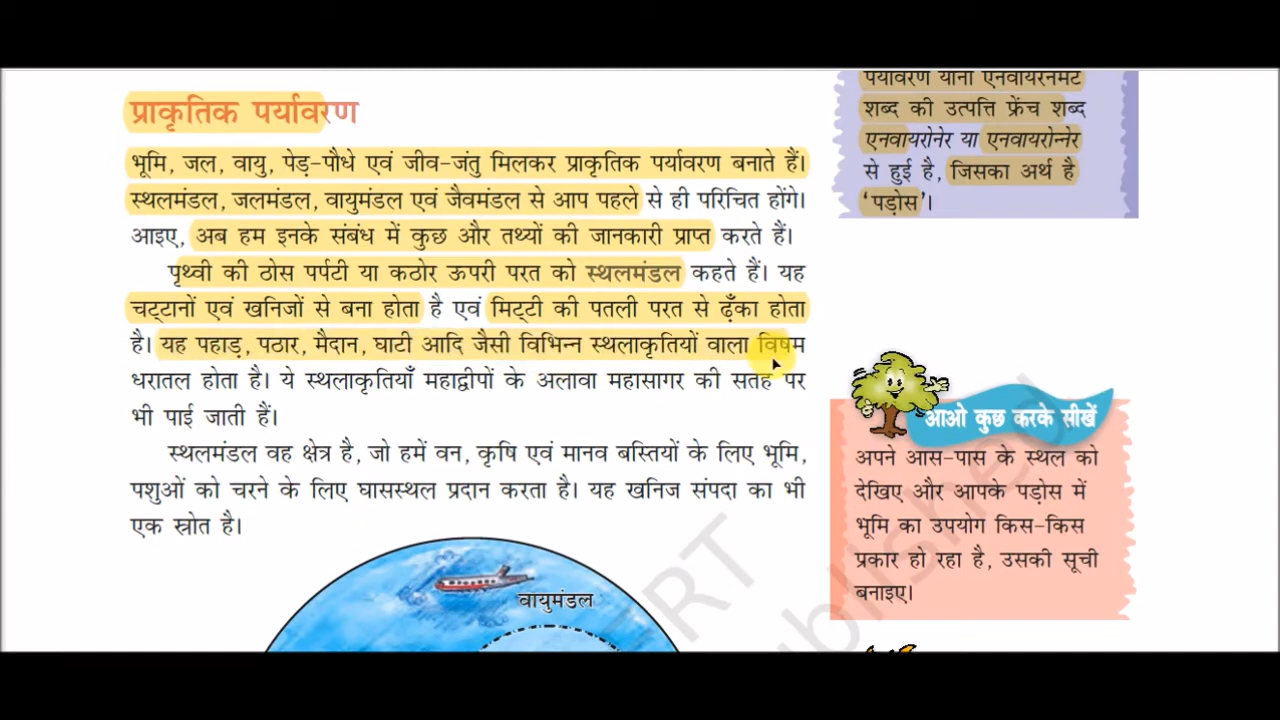 प्राकृतिक पर्यावरण
भूमि, जल, वायु, पेड़-पौधे एवं जीव-जंतु मिलकर प्राकृतिक पर्यावरण बनाते हैं।
स्थलमंडल, जलमंडल, वायुमंडल एवं जैवमंडल से आप पहले से ही परिचित होंगे।
आइए, अब हम इनके संबंध में कुछ और तथ्यों की जानकारी प्राप्त करते हैं।
पृथ्वी की ठोस पर्पटी या कठोर ऊपरी परत को स्थलमंडल कहते हैं। यह
चट्टानों एवं खनिजों से बना होता है एवं मिट्टी की पतली परत से ढ़ँका होता
है। यह पहाड़, पठार, मैदान, घाटी आदि जैसी विभिन्न स्थलाकृतियों वाला विषम
धरातल होता है। ये स्थलाकृतियाँ महाद्वीपों के अलावा महासागर की सतह पर
भी पाई जाती हैं।
स्थलमंडल वह क्षेत्र है, जो हमें वन, कृषि एवं मानव बस्तियों के लिए भूमि,
पशुओं को चरने के लिए घासस्थल प्रदान करता है। यह खनिज संपदा का भी
एक स्रोत है।
वायुमंडल
पर्यावरण यानी एनवायरनमेंट
शब्द की उत्पत्ति फ्रेंच शब्द
एनवायरोनेर या एनवायरोन्नेर
से हुई है, जिसका अर्थ है
‘पड़ोस’।
आओ कुछ करके सीखें
अपने आस-पास के स्थल को
देखिए और आपके पड़ोस में
भूमि का उपयोग किस-किस
प्रकार हो रहा है, उसकी सूची
बनाइए।